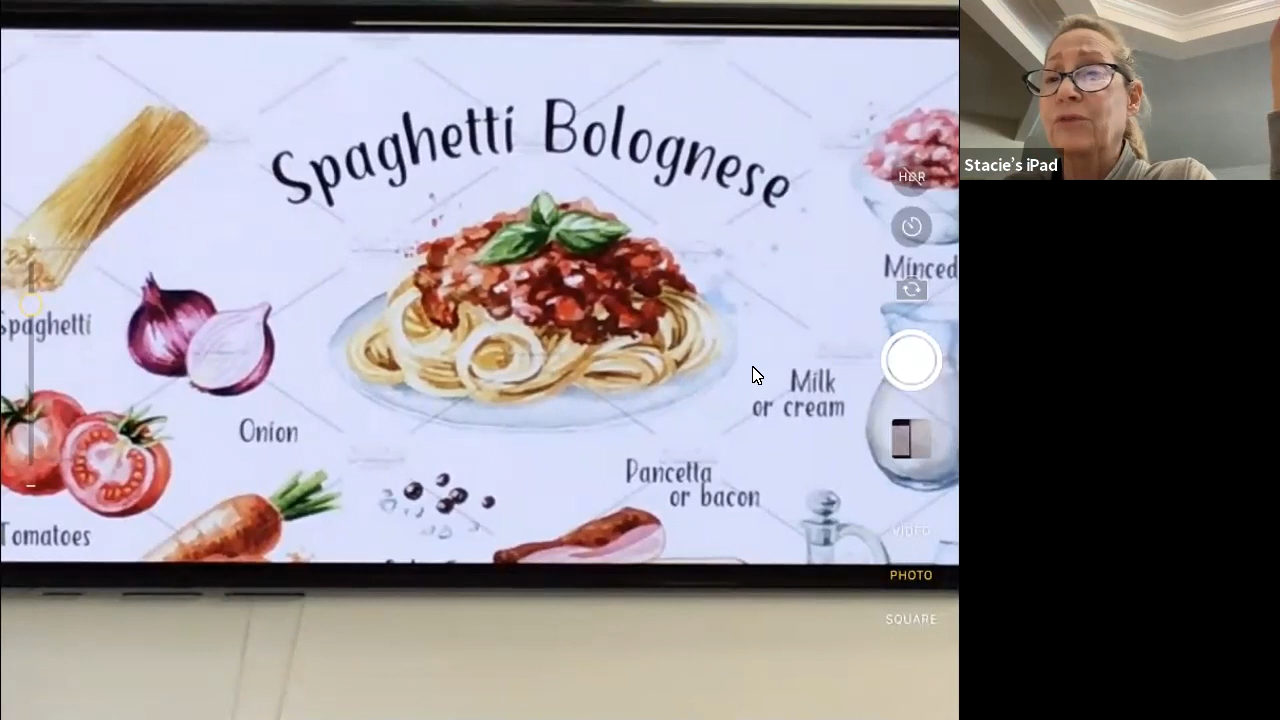 Spaghetti Bolognese
Stacie's iPad
HDR
Minced
Spaghetti
Milk
or cream
Onion
Pancetta
or bacon
Tomatoes
VIDEO
PHOTO
SQUARE